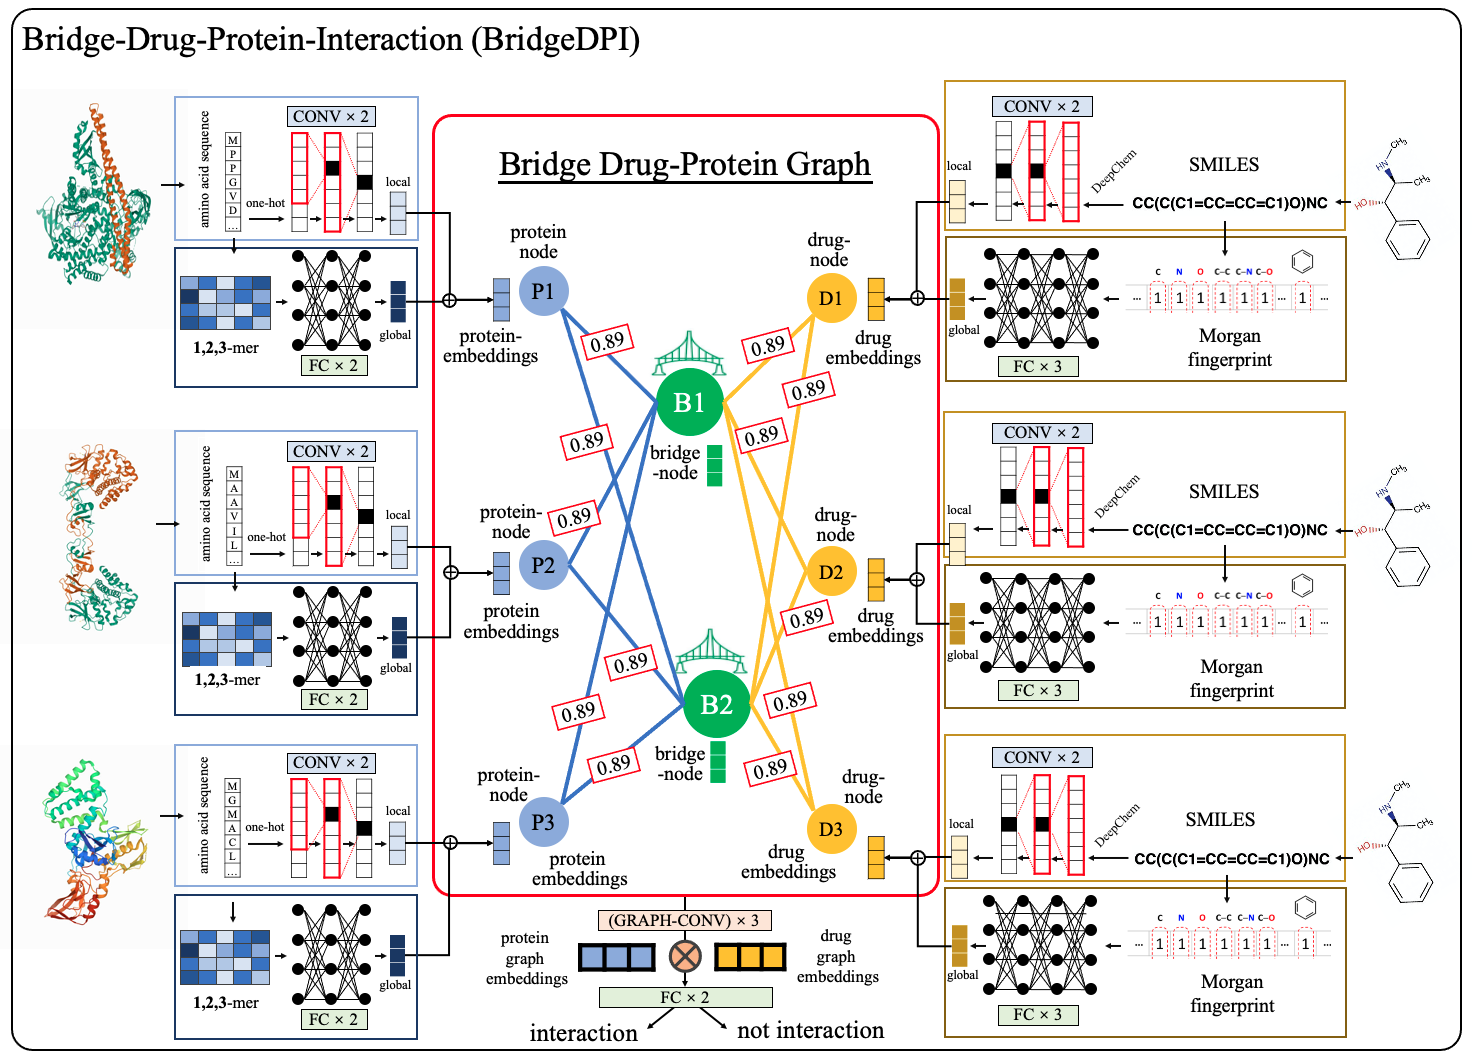 Bridge-Drug-Protein-Interaction (BridgeDPI)
amino acid sequence
M
P
P
G
V
D
...
one-hot
CONV × 2
local
1,2,3-mer
FC × 2
global
amino acid sequence
M
A
A
V
I
L
...
one-hot
CONV × 2
local
1,2,3-mer
FC × 2
global
amino acid sequence
M
G
M
A
C
L
...
one-hot
CONV × 2
local
1,2,3-mer
FC × 2
global
Bridge Drug-Protein Graph
protein
node
P1
protein-
embeddings
protein-
node
P2
protein
embeddings
protein-
node
P3
protein
embeddings
0.89
0.89
0.89
0.89
0.89
0.89
B1
bridge
-node
B2
bridge
-node
0.89
0.89
0.89
0.89
0.89
0.89
drug-
node
D1
drug
embeddings
drug-
node
D2
drug
embeddings
drug-
node
D3
drug
embeddings
(GRAPH-CONV) × 3
protein
graph
embeddings
drug
graph
embeddings
FC × 2
interaction
not interaction
CONV × 2
local
DeepChem
SMILES
CC(C(C1=CC=CC=C1)O)NC
CH₃
HN
CH₃
HO
global
FC × 3
C N O C-C C-N C-O
... 1 1 1 1 1 1 ... 1 ...
Morgan
fingerprint
CONV × 2
local
DeepChem
SMILES
CC(C(C1=CC=CC=C1)O)NC
CH₃
HN
CH₃
HO
global
FC × 3
C N O C-C C-N C-O
... 1 1 1 1 1 1 ... 1 ...
Morgan
fingerprint
CONV × 2
local
DeepChem
SMILES
CC(C(C1=CC=CC=C1)O)NC
CH₃
HN
CH₃
HO
global
FC × 3
C N O C-C C-N C-O
... 1 1 1 1 1 1 ... 1 ...
Morgan
fingerprint